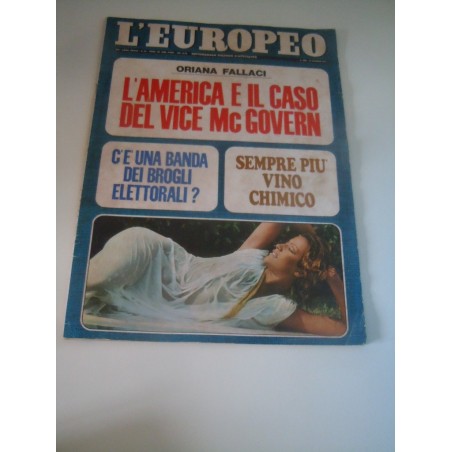 L'EUROPEO
ORIANA FALLACI
L'AMERICA E IL CASO
DEL VICE Mc GOVERN
C'E UNA BANDA
DEI BROGLI
ELETTORALI ?
SEMPRE PIU'
VINO
CHIMICO